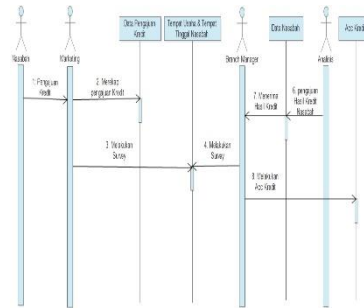 Data Pengajuan
Kredit
Tempat Usaha & Tempat
Tinggal Nasabah
Data Nasabah
Acc Kredit
Nasabah
Marketing
Branch Manager
Analisis
1. Pengajuan
Kredit
2. Merekap
pengajuan Kredit
7. Menerima
Hasil Kredit
6. pengajuan
Hasil Kredit
Nasabah
3. Melakukan
Survey
4. Melakukan
Survey
8. Melakukan
Acc Kredit